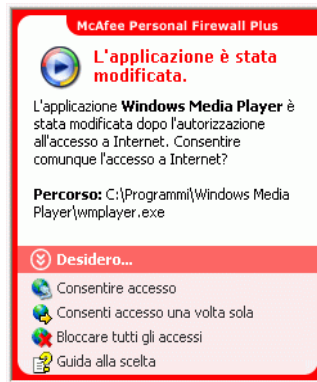 McAfee Personal Firewall Plus
L'applicazione è stata
modificata.
L'applicazione Windows Media Player è
stata modificata dopo l'autorizzazione
all'accesso a Internet. Consentire
comunque l'accesso a Internet?
Percorso: C:\Programmi\Windows Media
Player\wmplayer.exe
Desidero...
Consentire accesso
Consenti accesso una volta sola
Bloccare tutti gli accessi
Guida alla scelta